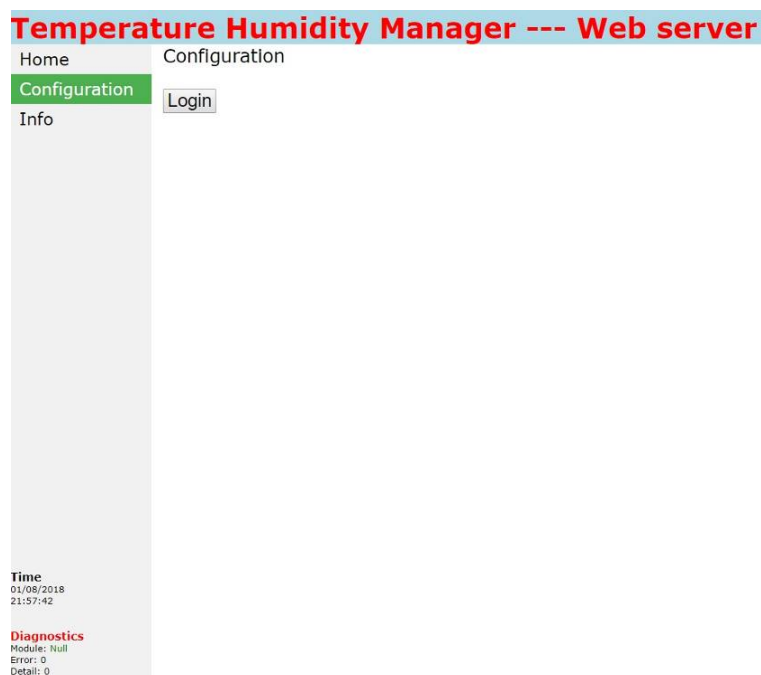 Temperature Humidity Manager --- Web server
Home
Configuration
Info
Configuration
Login
Time
01/08/2018
21:57:42
Diagnostics
Module: Null
Error: 0
Detail: 0